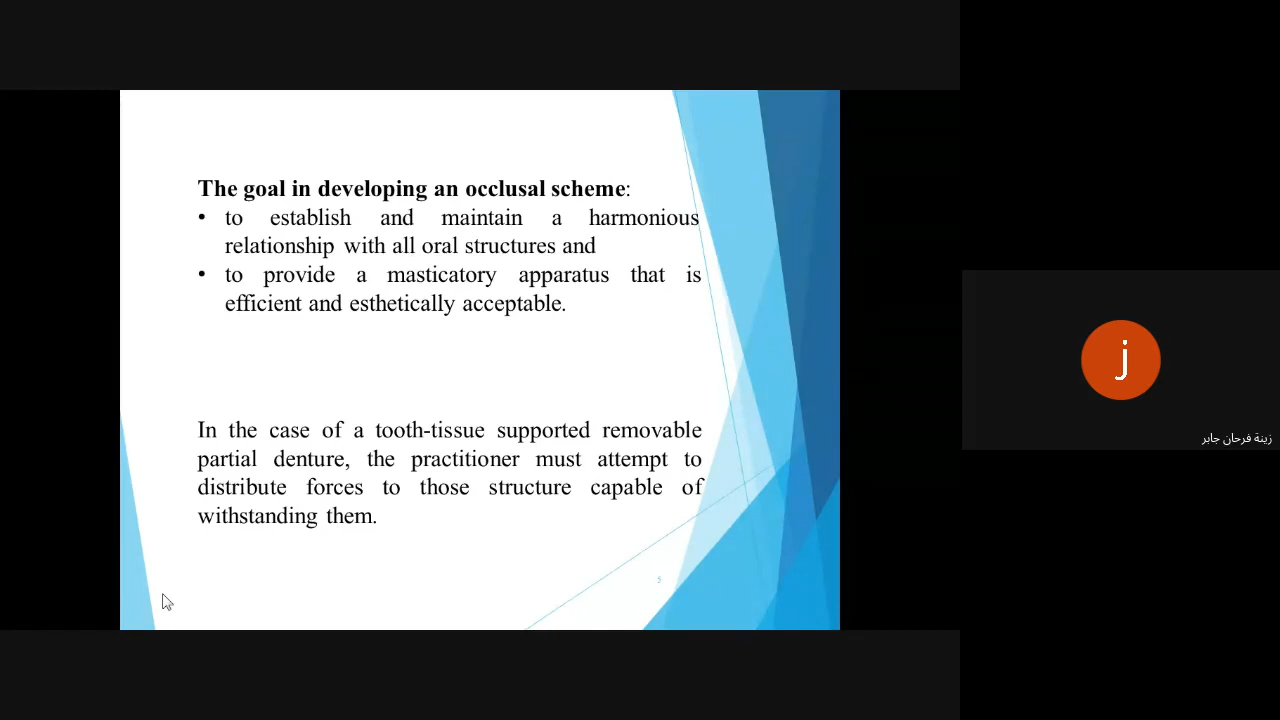 The goal in developing an occlusal scheme:
• to establish and maintain a harmonious
relationship with all oral structures and
• to provide a masticatory apparatus that is
efficient and esthetically acceptable.
In the case of a tooth-tissue supported removable
partial denture, the practitioner must attempt to
distribute forces to those structure capable of
withstanding them.
5
j
زينة فرحان جابر